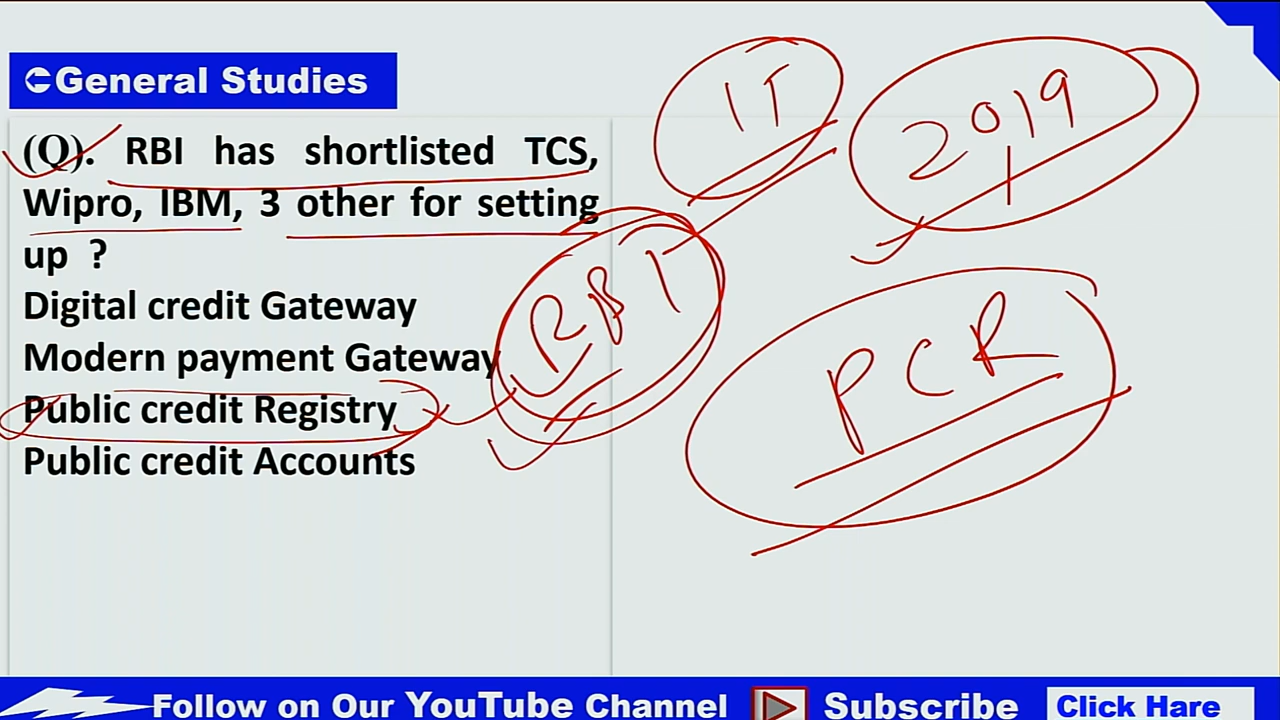 General Studies
(Q). RBI has shortlisted TCS,
Wipro, IBM, 3 other for setting
up ?
Digital credit Gateway
Modern payment Gateway
Public credit Registry
Public credit Accounts
IT
2019
RBI
PCR
Follow on Our YouTube Channel
Subscribe
Click Hare